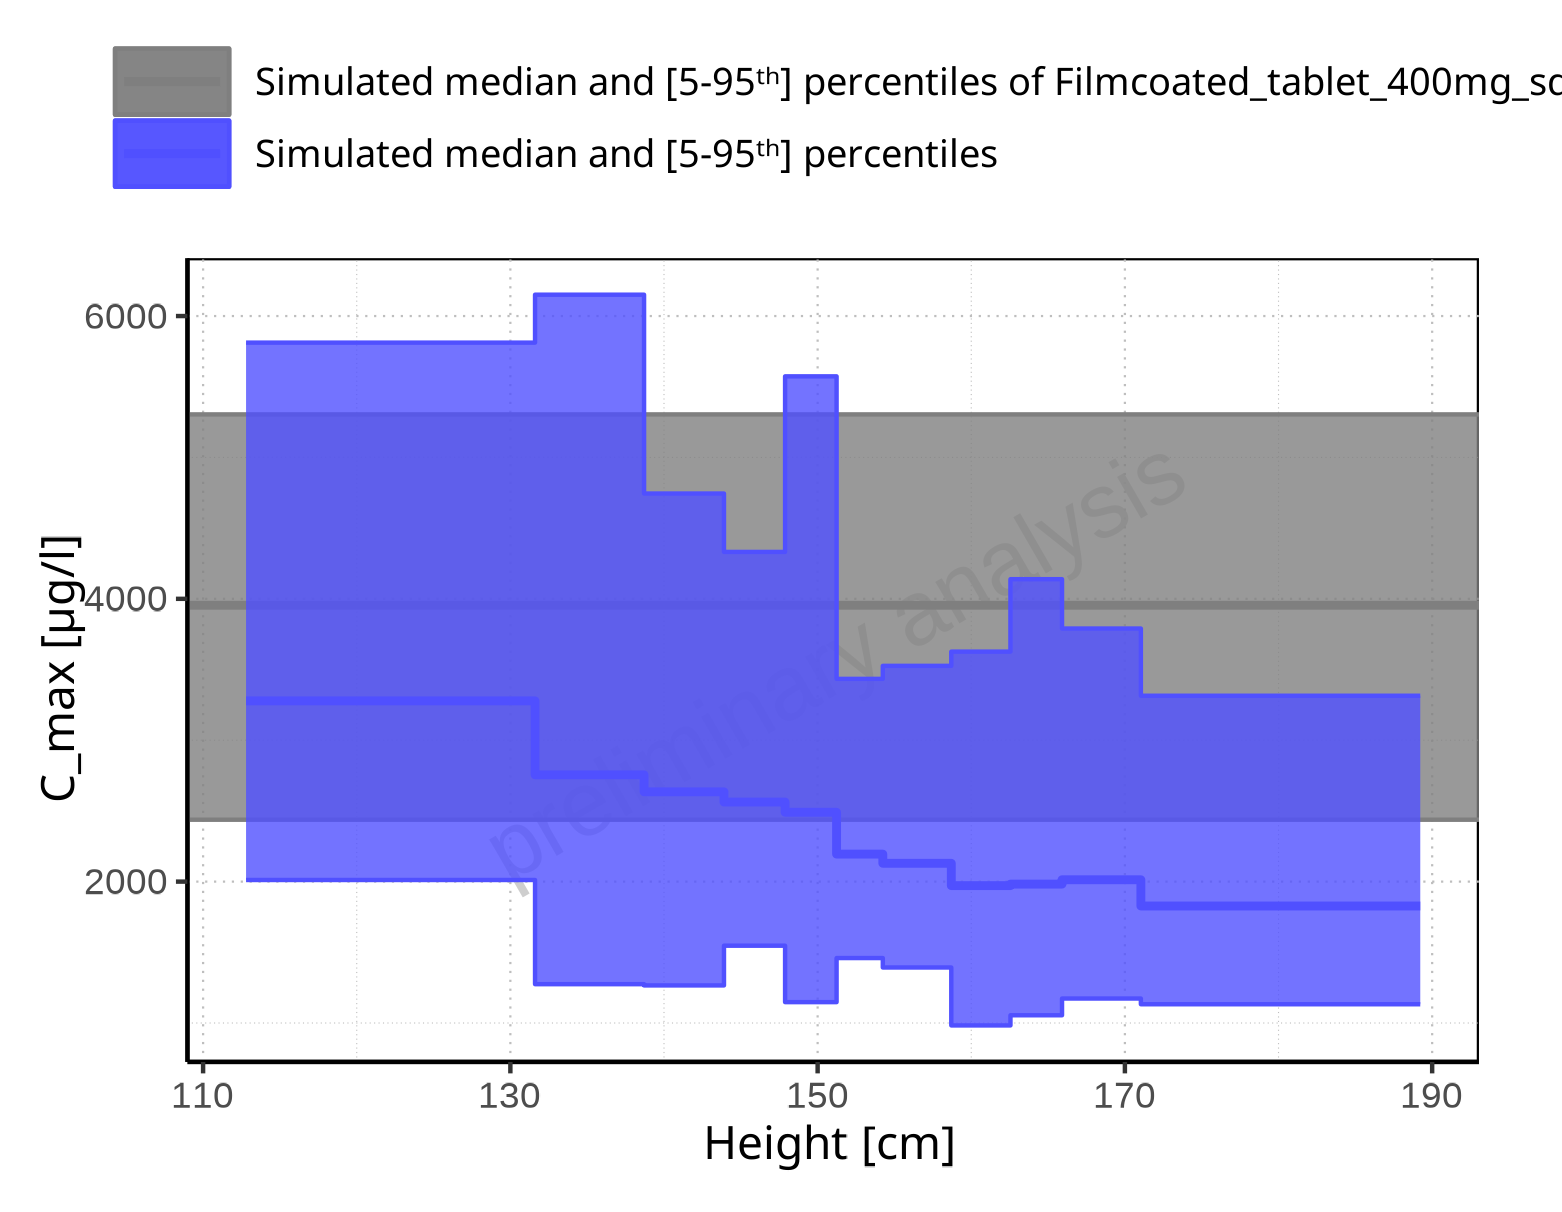 Simulated median and [5-95ᵗʰ] percentiles of Filmcoated_tablet_400mg_sd
Simulated median and [5-95ᵗʰ] percentiles
6000
4000
2000
C_max [µg/l]
preliminary analysis
110 130 150 170 190
Height [cm]